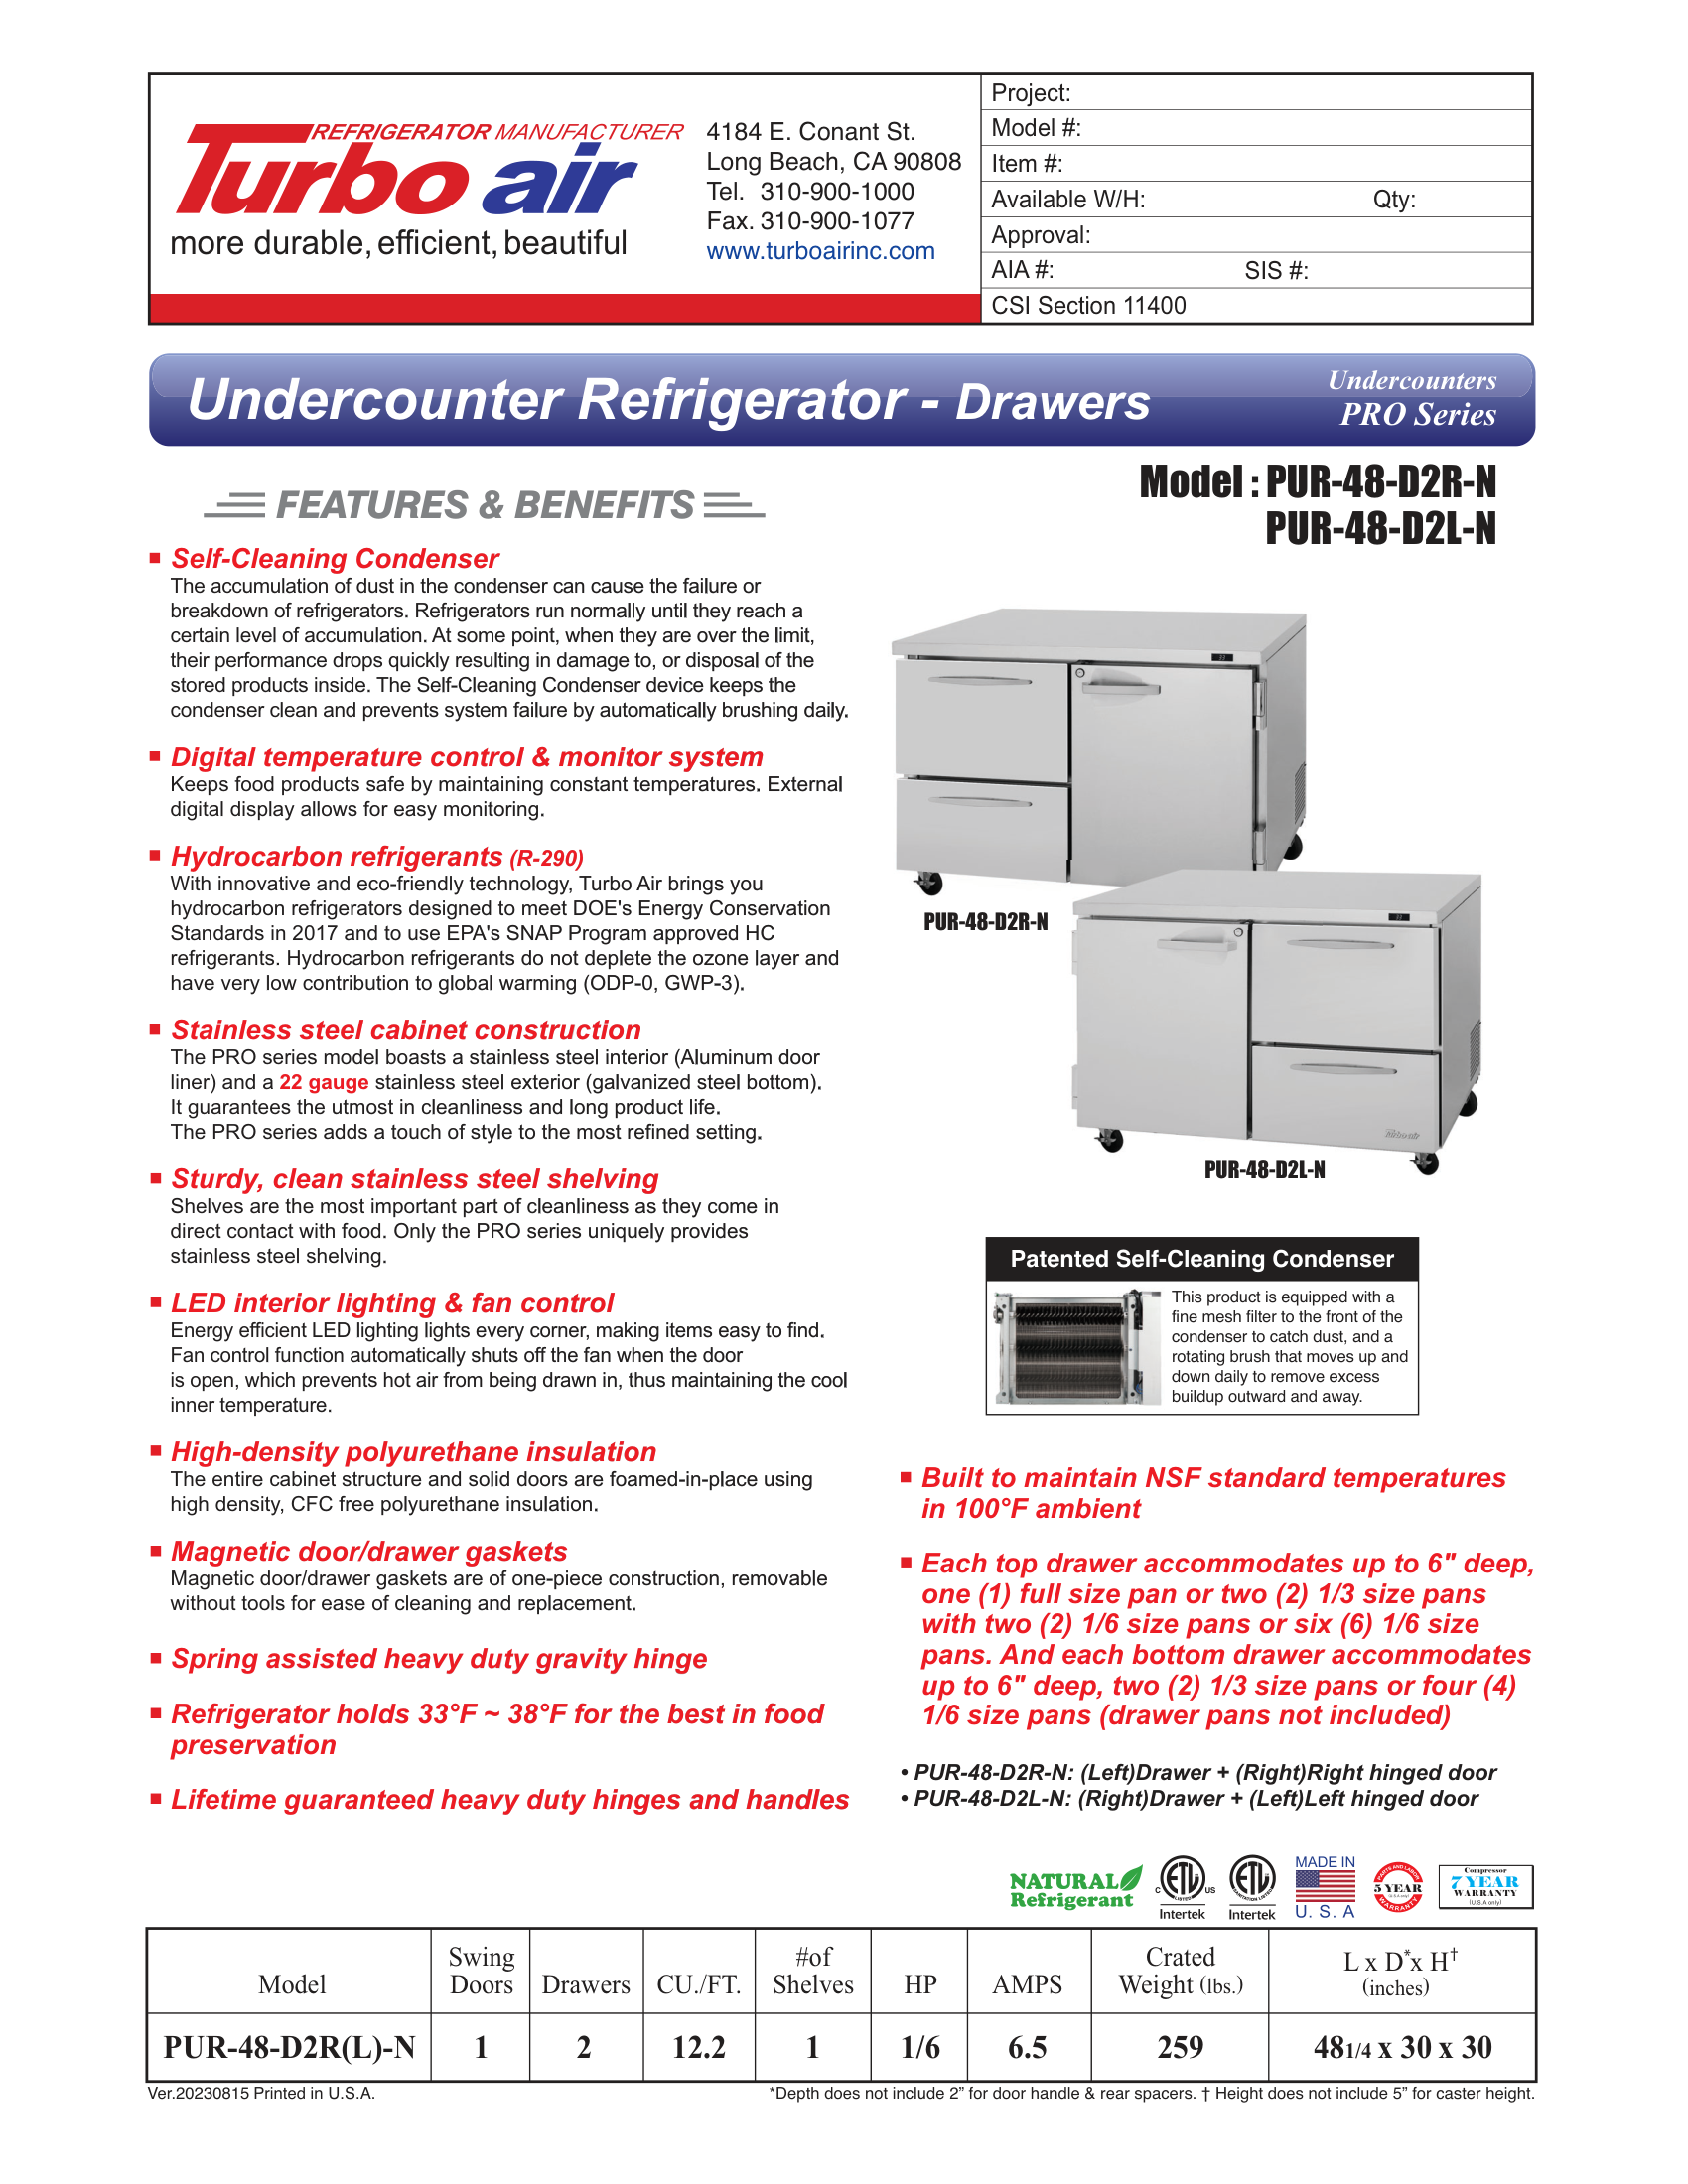 REFRIGERATOR MANUFACTURER
Turbo air
more durable, efficient, beautiful
4184 E. Conant St.
Long Beach, CA 90808
Tel. 310-900-1000
Fax. 310-900-1077
www.turboairinc.com
Project:
Model #:
Item #:
Available W/H: Qty:
Approval:
AIA #: SIS #:
CSI Section 11400
Undercounter Refrigerator - Drawers
Undercounters
PRO Series
Model : PUR-48-D2R-N
PUR-48-D2L-N
FEATURES & BENEFITS
Self-Cleaning Condenser
The accumulation of dust in the condenser can cause the failure or
breakdown of refrigerators. Refrigerators run normally until they reach a
certain level of accumulation. At some point, when they are over the limit,
their performance drops quickly resulting in damage to, or disposal of the
stored products inside. The Self-Cleaning Condenser device keeps the
condenser clean and prevents system failure by automatically brushing daily.
Digital temperature control & monitor system
Keeps food products safe by maintaining constant temperatures. External
digital display allows for easy monitoring.
Hydrocarbon refrigerants (R-290)
With innovative and eco-friendly technology, Turbo Air brings you
hydrocarbon refrigerators designed to meet DOE's Energy Conservation
Standards in 2017 and to use EPA's SNAP Program approved HC
refrigerants. Hydrocarbon refrigerants do not deplete the ozone layer and
have very low contribution to global warming (ODP-0, GWP-3).
Stainless steel cabinet construction
The PRO series model boasts a stainless steel interior (Aluminum door
liner) and a 22 gauge stainless steel exterior (galvanized steel bottom).
It guarantees the utmost in cleanliness and long product life.
The PRO series adds a touch of style to the most refined setting.
Sturdy, clean stainless steel shelving
Shelves are the most important part of cleanliness as they come in
direct contact with food. Only the PRO series uniquely provides
stainless steel shelving.
LED interior lighting & fan control
Energy efficient LED lighting lights every corner, making items easy to find.
Fan control function automatically shuts off the fan when the door
is open, which prevents hot air from being drawn in, thus maintaining the cool
inner temperature.
High-density polyurethane insulation
The entire cabinet structure and solid doors are foamed-in-place using
high density, CFC free polyurethane insulation.
Magnetic door/drawer gaskets
Magnetic door/drawer gaskets are of one-piece construction, removable
without tools for ease of cleaning and replacement.
Spring assisted heavy duty gravity hinge
Refrigerator holds 33°F ~ 38°F for the best in food
preservation
Lifetime guaranteed heavy duty hinges and handles
PUR-48-D2R-N
Turbo air
PUR-48-D2L-N
Patented Self-Cleaning Condenser
This product is equipped with a
fine mesh filter to the front of the
condenser to catch dust, and a
rotating brush that moves up and
down daily to remove excess
buildup outward and away.
Built to maintain NSF standard temperatures
in 100°F ambient
Each top drawer accommodates up to 6" deep,
one (1) full size pan or two (2) 1/3 size pans
with two (2) 1/6 size pans or six (6) 1/6 size
pans. And each bottom drawer accommodates
up to 6" deep, two (2) 1/3 size pans or four (4)
1/6 size pans (drawer pans not included)
• PUR-48-D2R-N: (Left)Drawer + (Right)Right hinged door
• PUR-48-D2L-N: (Right)Drawer + (Left)Left hinged door
NATURAL
Refrigerant
C ETL US
LISTED
Intertek
ETL
SANITATION LISTED
Intertek
MADE IN
U. S. A
PARTS AND LABOR
5 YEAR
(U.S.A only)
WARRANTY
Compressor
7 YEAR
WARRANTY
(U.S.A only)
Model Swing Doors Drawers CU./FT. #of Shelves HP AMPS Crated Weight (lbs.) L x D* x H† (inches)
PUR-48-D2R(L)-N 1 2 12.2 1 1/6 6.5 259 481/4 x 30 x 30
Ver.20230815 Printed in U.S.A.
*Depth does not include 2” for door handle & rear spacers. † Height does not include 5” for caster height.